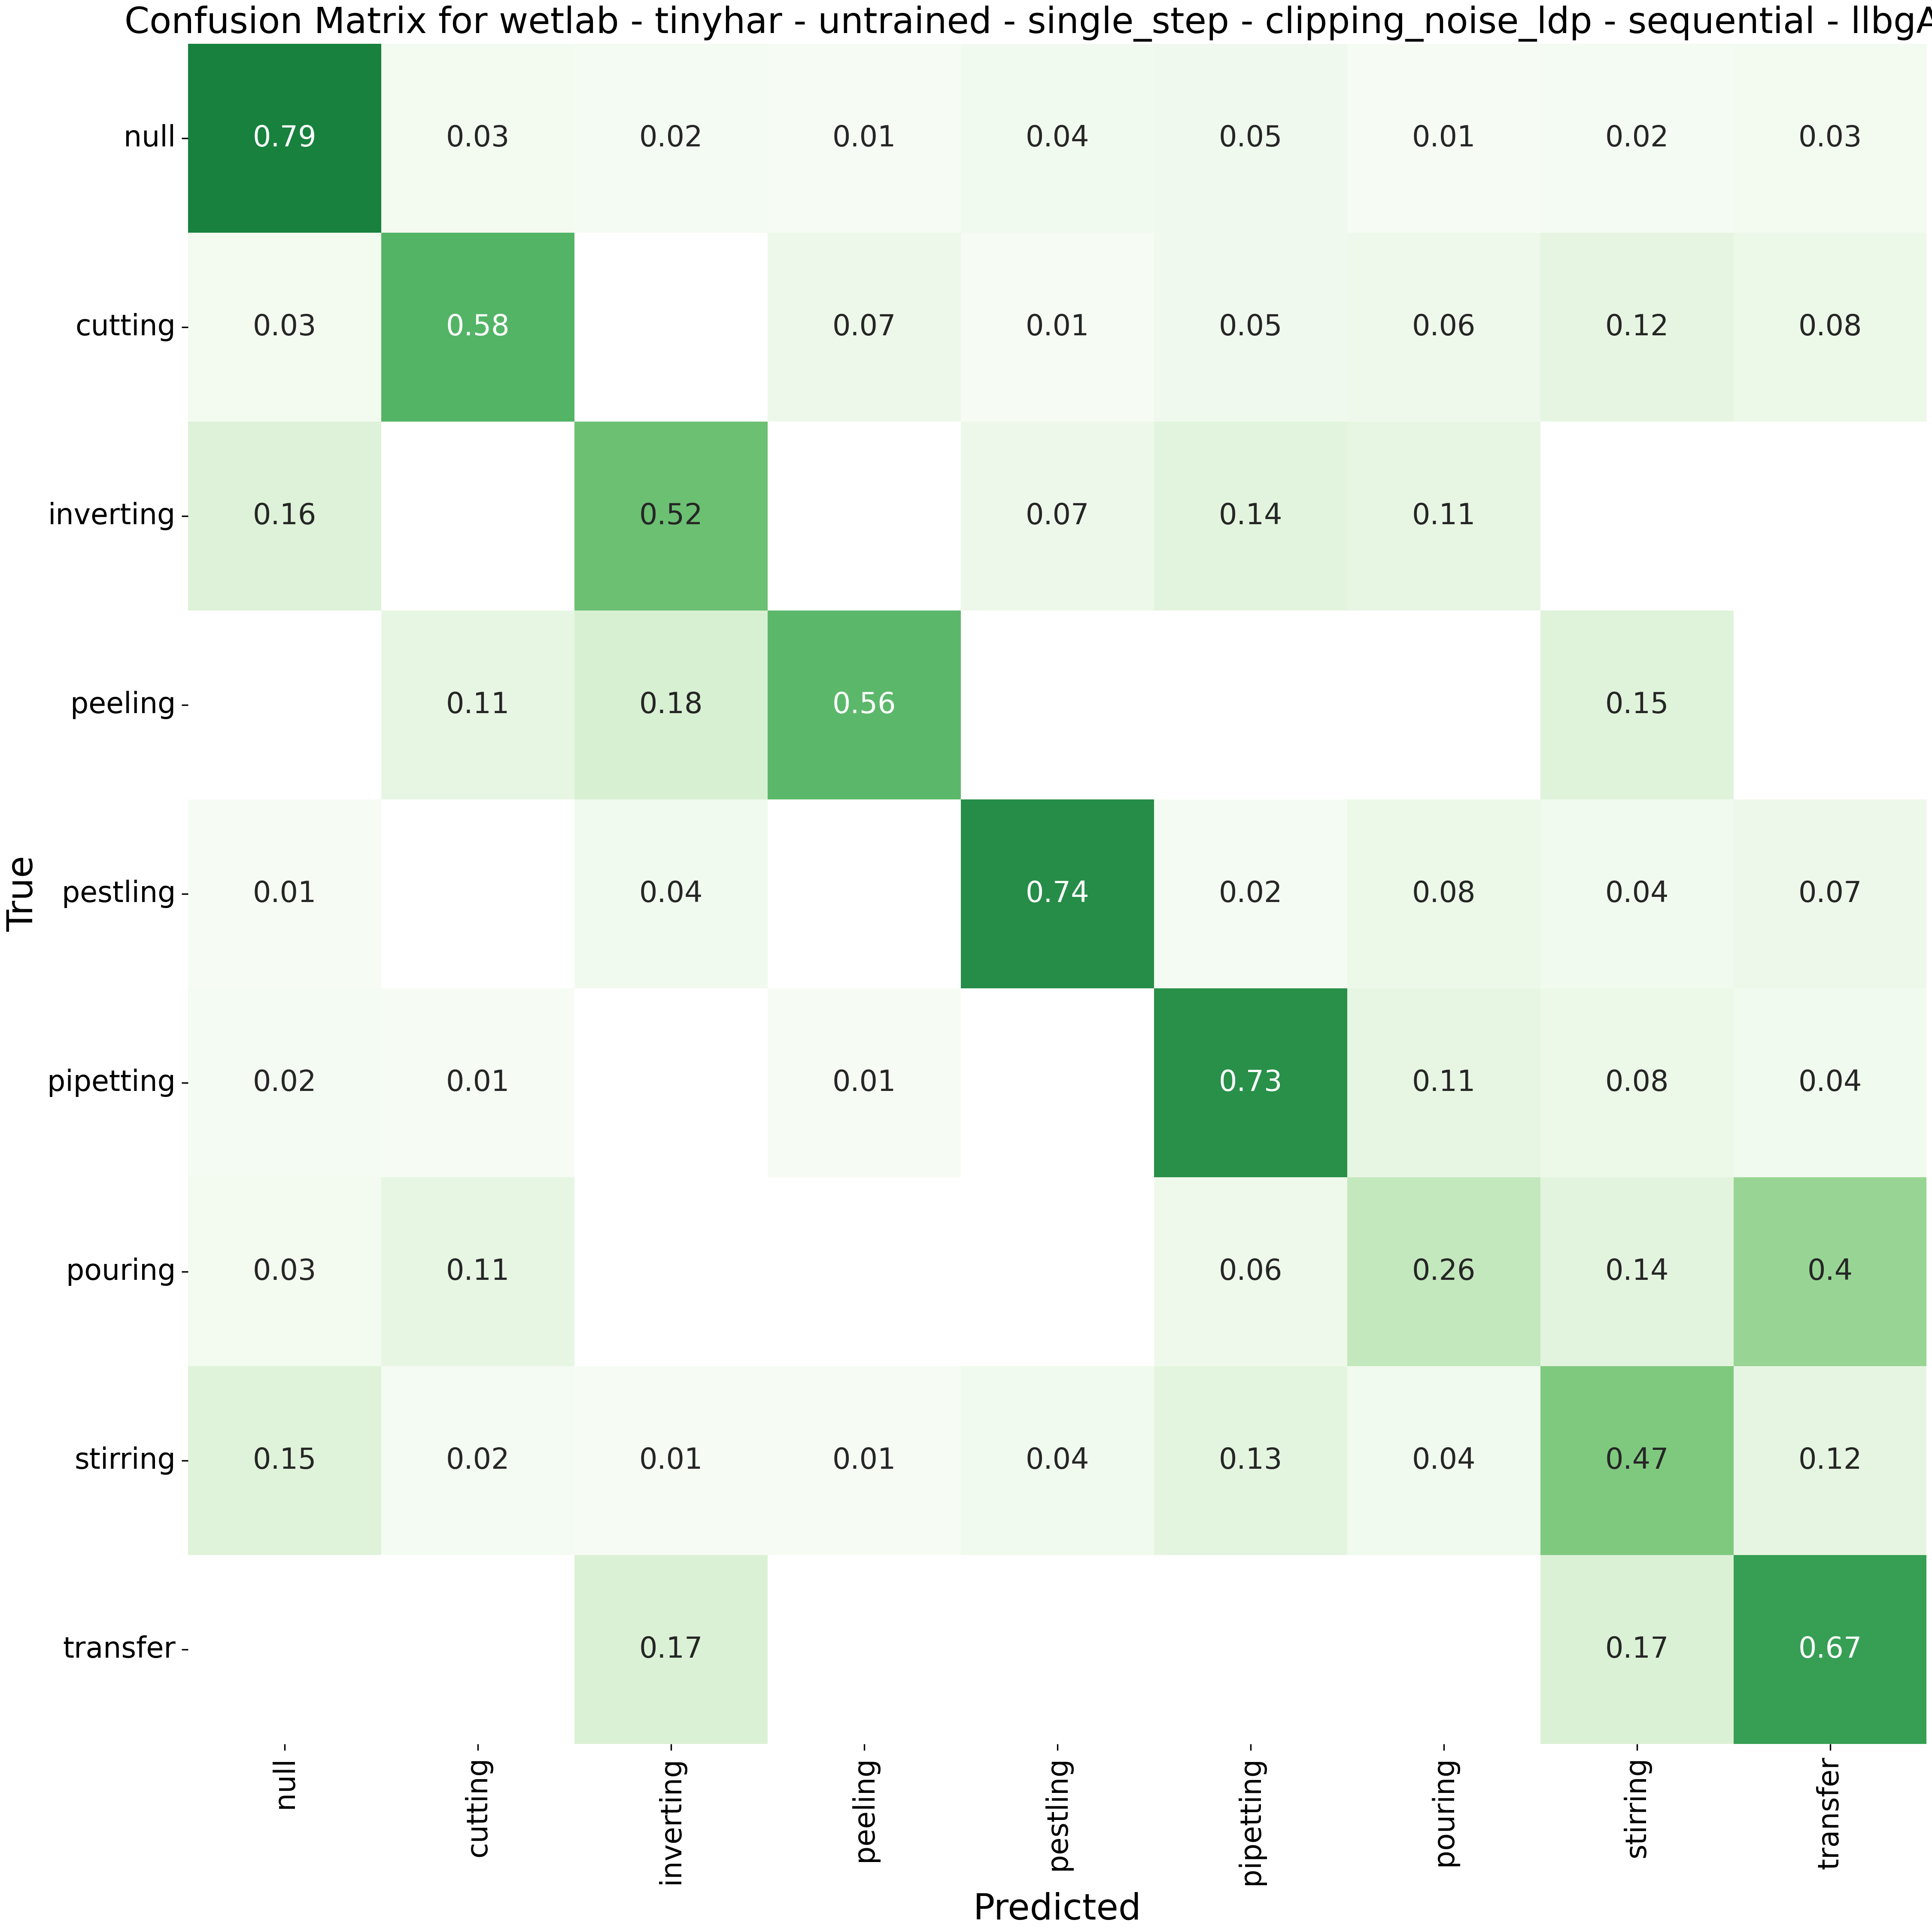 Confusion Matrix for wetlab - tinyhar - untrained - single_step - clipping_noise_ldp - sequential - llbgA
null 0.79 0.03 0.02 0.01 0.04 0.05 0.01 0.02 0.03
cutting 0.03 0.58 0.07 0.01 0.05 0.06 0.12 0.08
inverting 0.16 0.52 0.07 0.14 0.11
peeling 0.11 0.18 0.56 0.15
pestling 0.01 0.04 0.74 0.02 0.08 0.04 0.07
pipetting 0.02 0.01 0.01 0.73 0.11 0.08 0.04
pouring 0.03 0.11 0.06 0.26 0.14 0.4
stirring 0.15 0.02 0.01 0.01 0.04 0.13 0.04 0.47 0.12
transfer 0.17 0.17 0.67
True
null cutting inverting peeling pestling pipetting pouring stirring transfer
Predicted